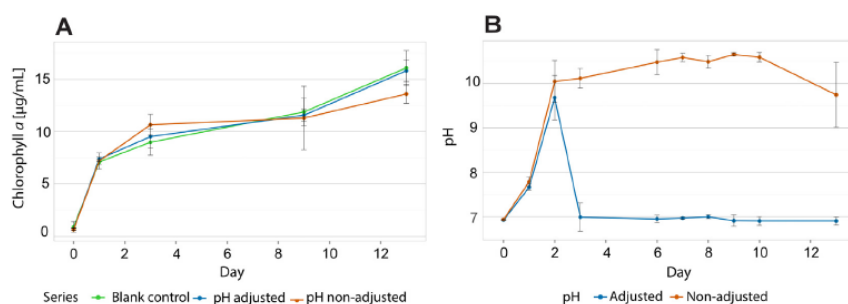 A
Chlorophyll a [µg/mL]
15
10
5
0
0 2 4 6 8 10 12
Day
Series Blank control pH adjusted pH non-adjusted
B
pH
10
9
8
7
0 2 4 6 8 10 12
Day
pH Adjusted Non-adjusted